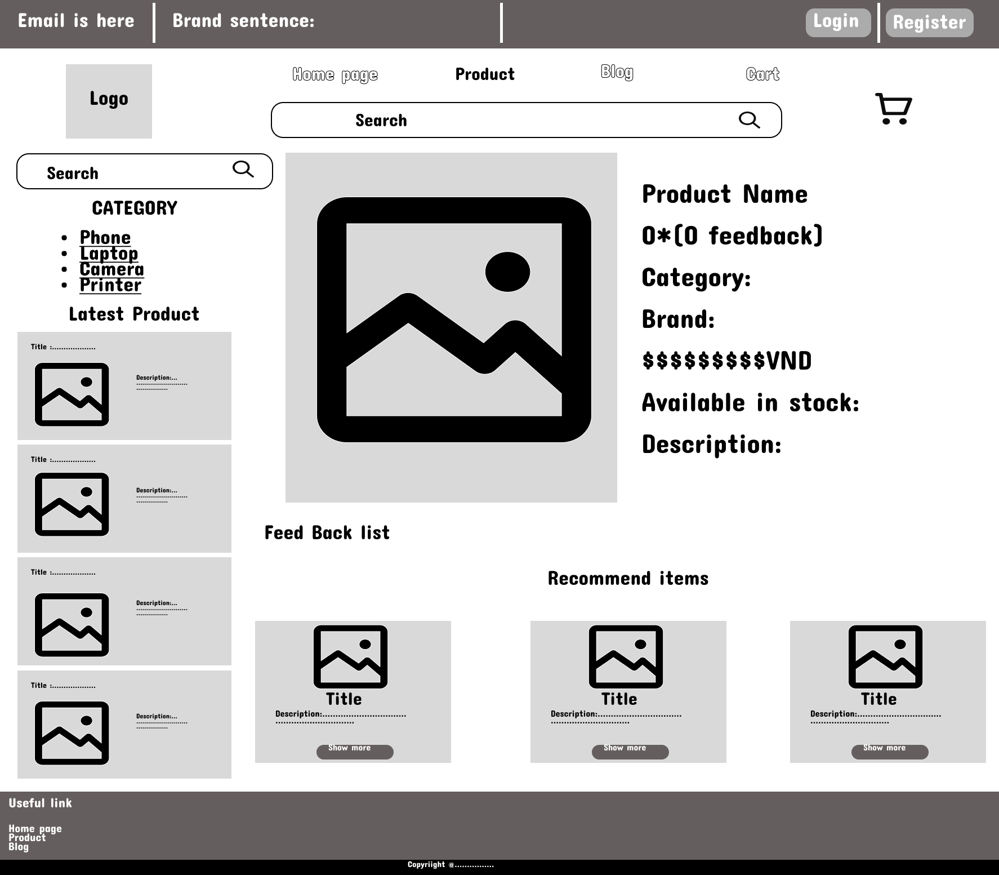 Email is here
Brand sentence:
Login
Register
Logo
Home page
Product
Blog
Cart
Search
Search
CATEGORY
• Phone
• Laptop
• Camera
• Printer
Latest Product
Title :...................
Description:...
..........................
................
Title :...................
Description:...
..........................
................
Title :...................
Description:...
..........................
................
Title :...................
Description:...
..........................
................
Product Name
0*(0 feedback)
Category:
Brand:
$$$$$$$$$VND
Available in stock:
Description:
Feed Back list
Recommend items
Title
Description:................................
..............................
Show more
Title
Description:................................
..............................
Show more
Title
Description:................................
..............................
Show more
Useful link
Home page
Product
Blog
Copyriight @................